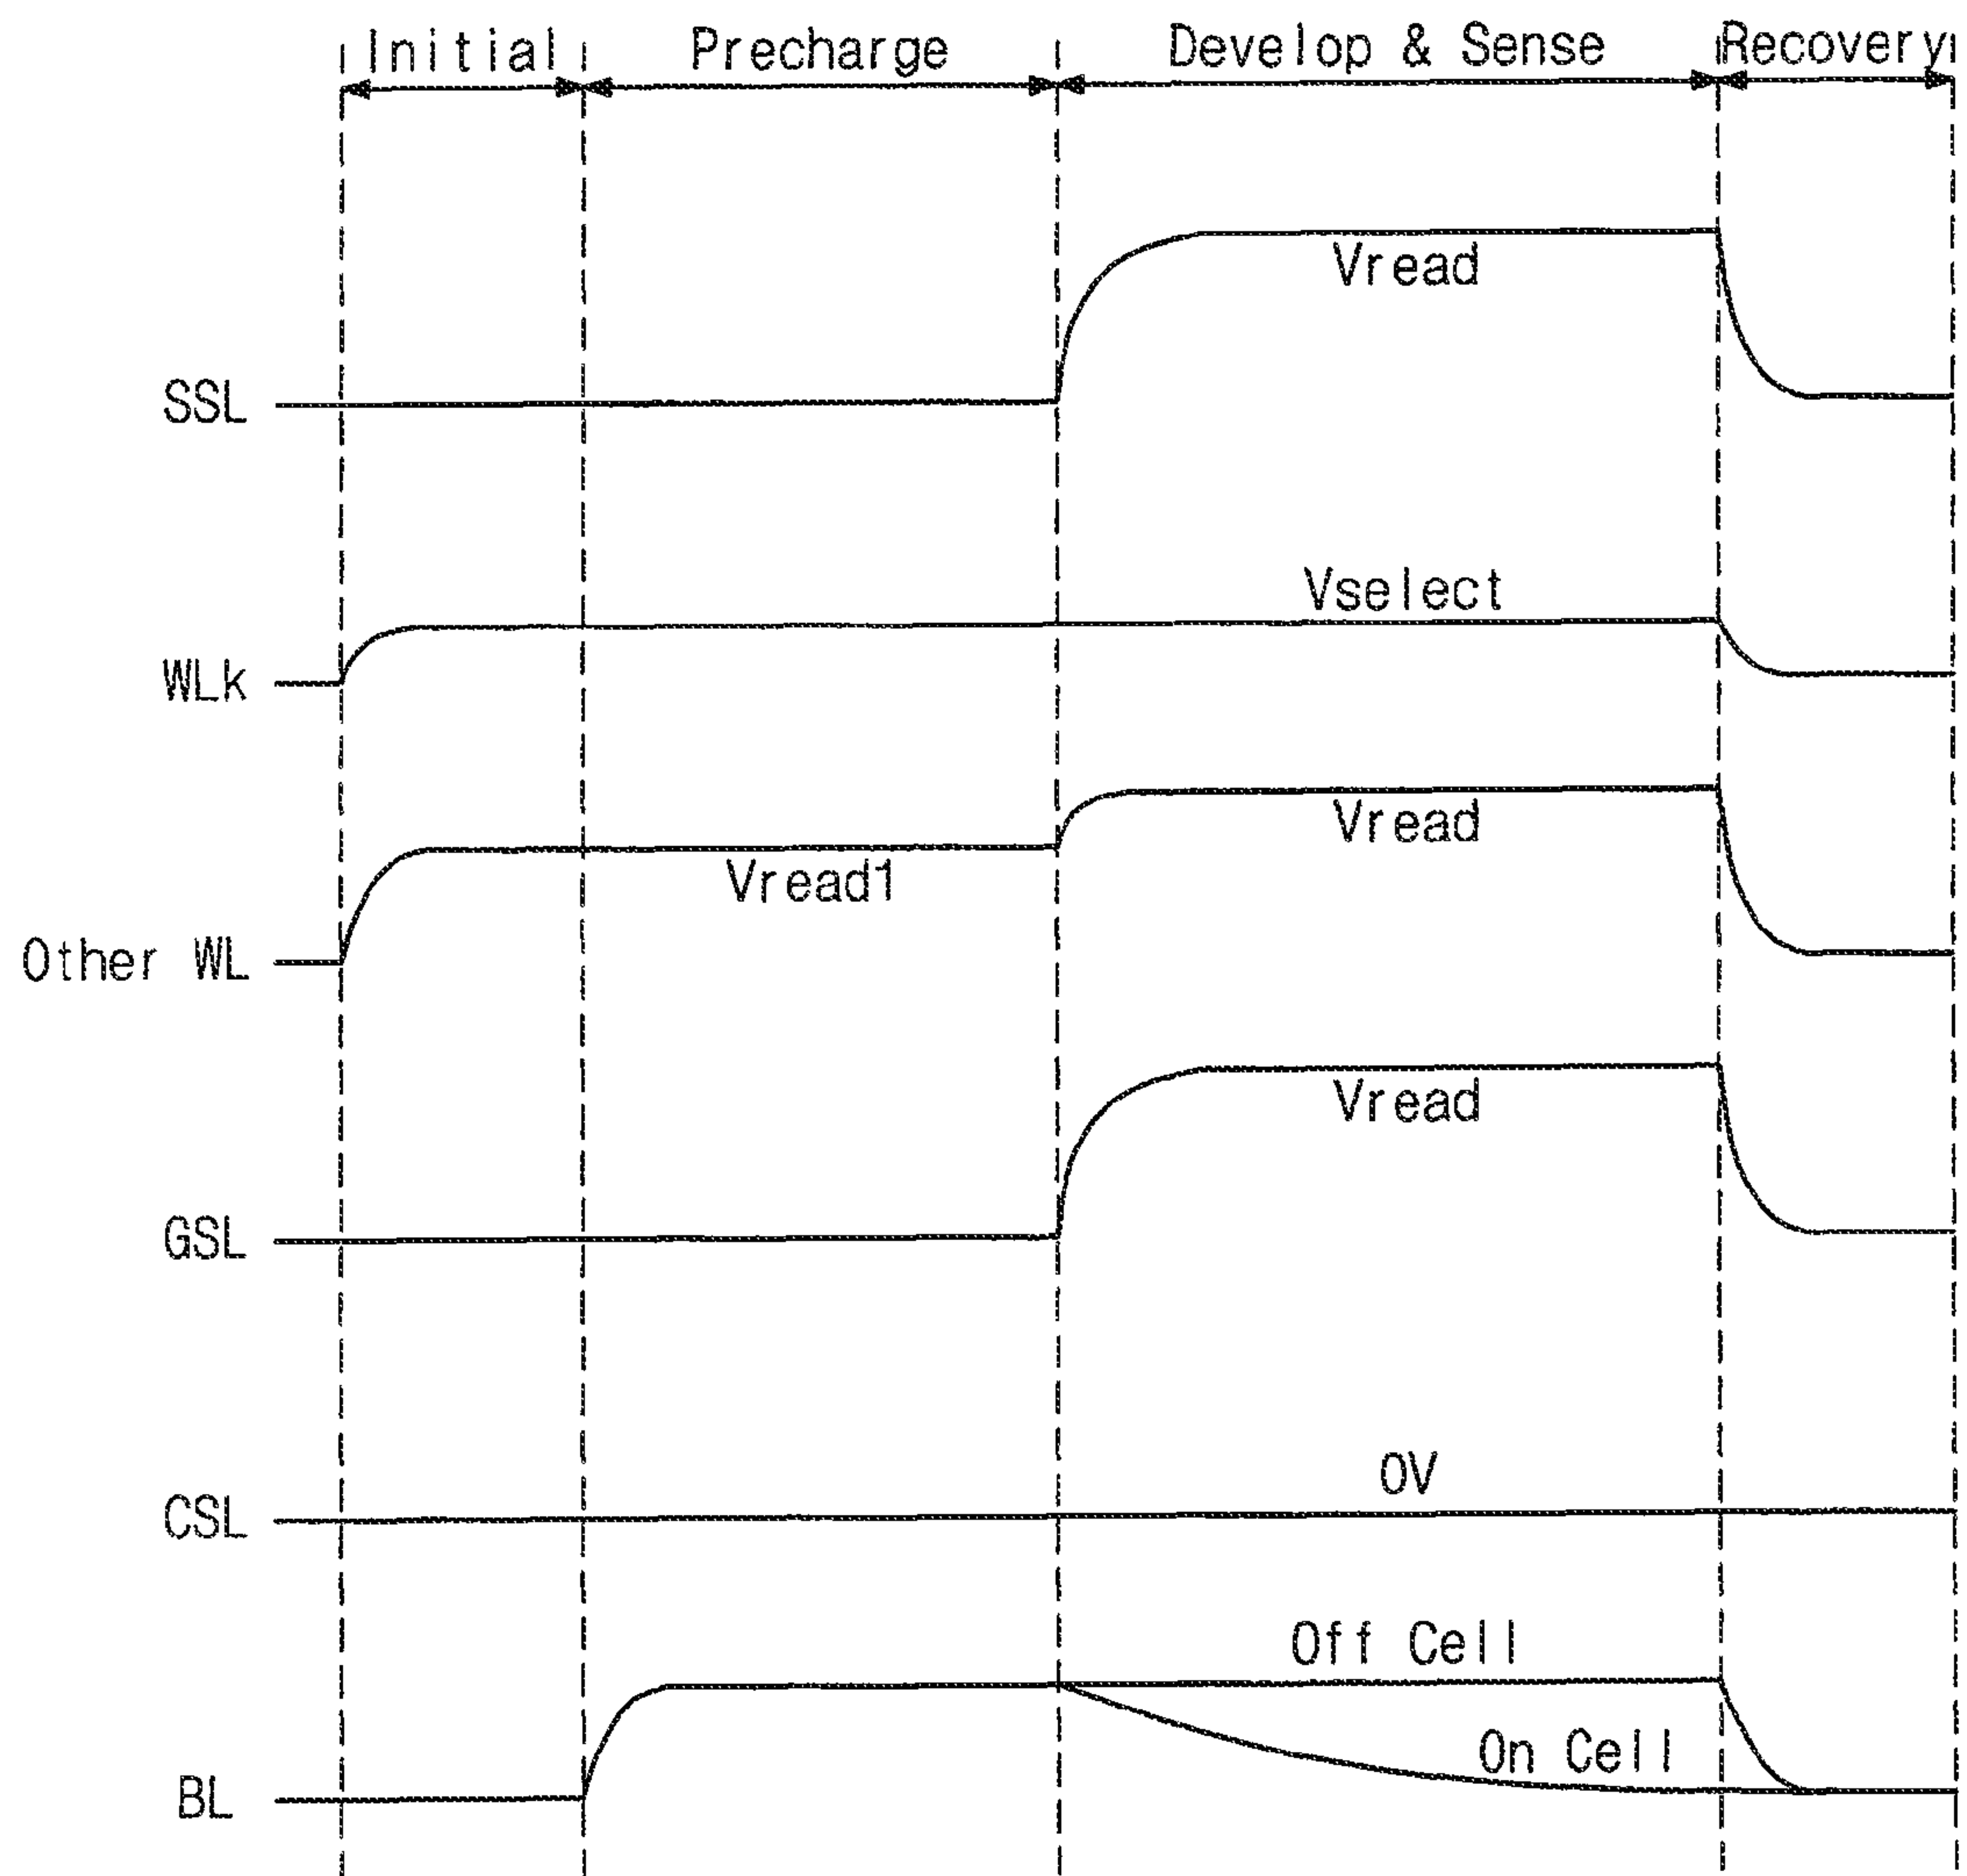 Initial Precharge Develop & Sense Recovery
Vread
SSL
Vselect
WLk
Vread
Vread1
Other WL
Vread
GSL
0V
CSL
Off Cell
On Cell
BL